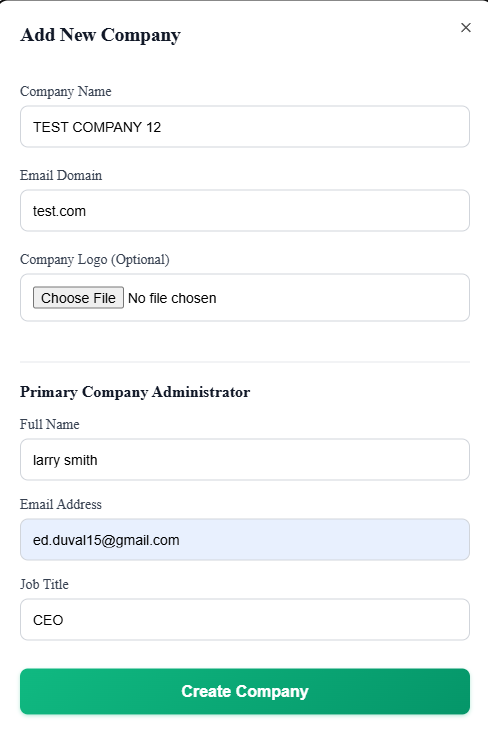 Add New Company
×
Company Name
TEST COMPANY 12
Email Domain
test.com
Company Logo (Optional)
Choose File No file chosen
Primary Company Administrator
Full Name
larry smith
Email Address
ed.duval15@gmail.com
Job Title
CEO
Create Company